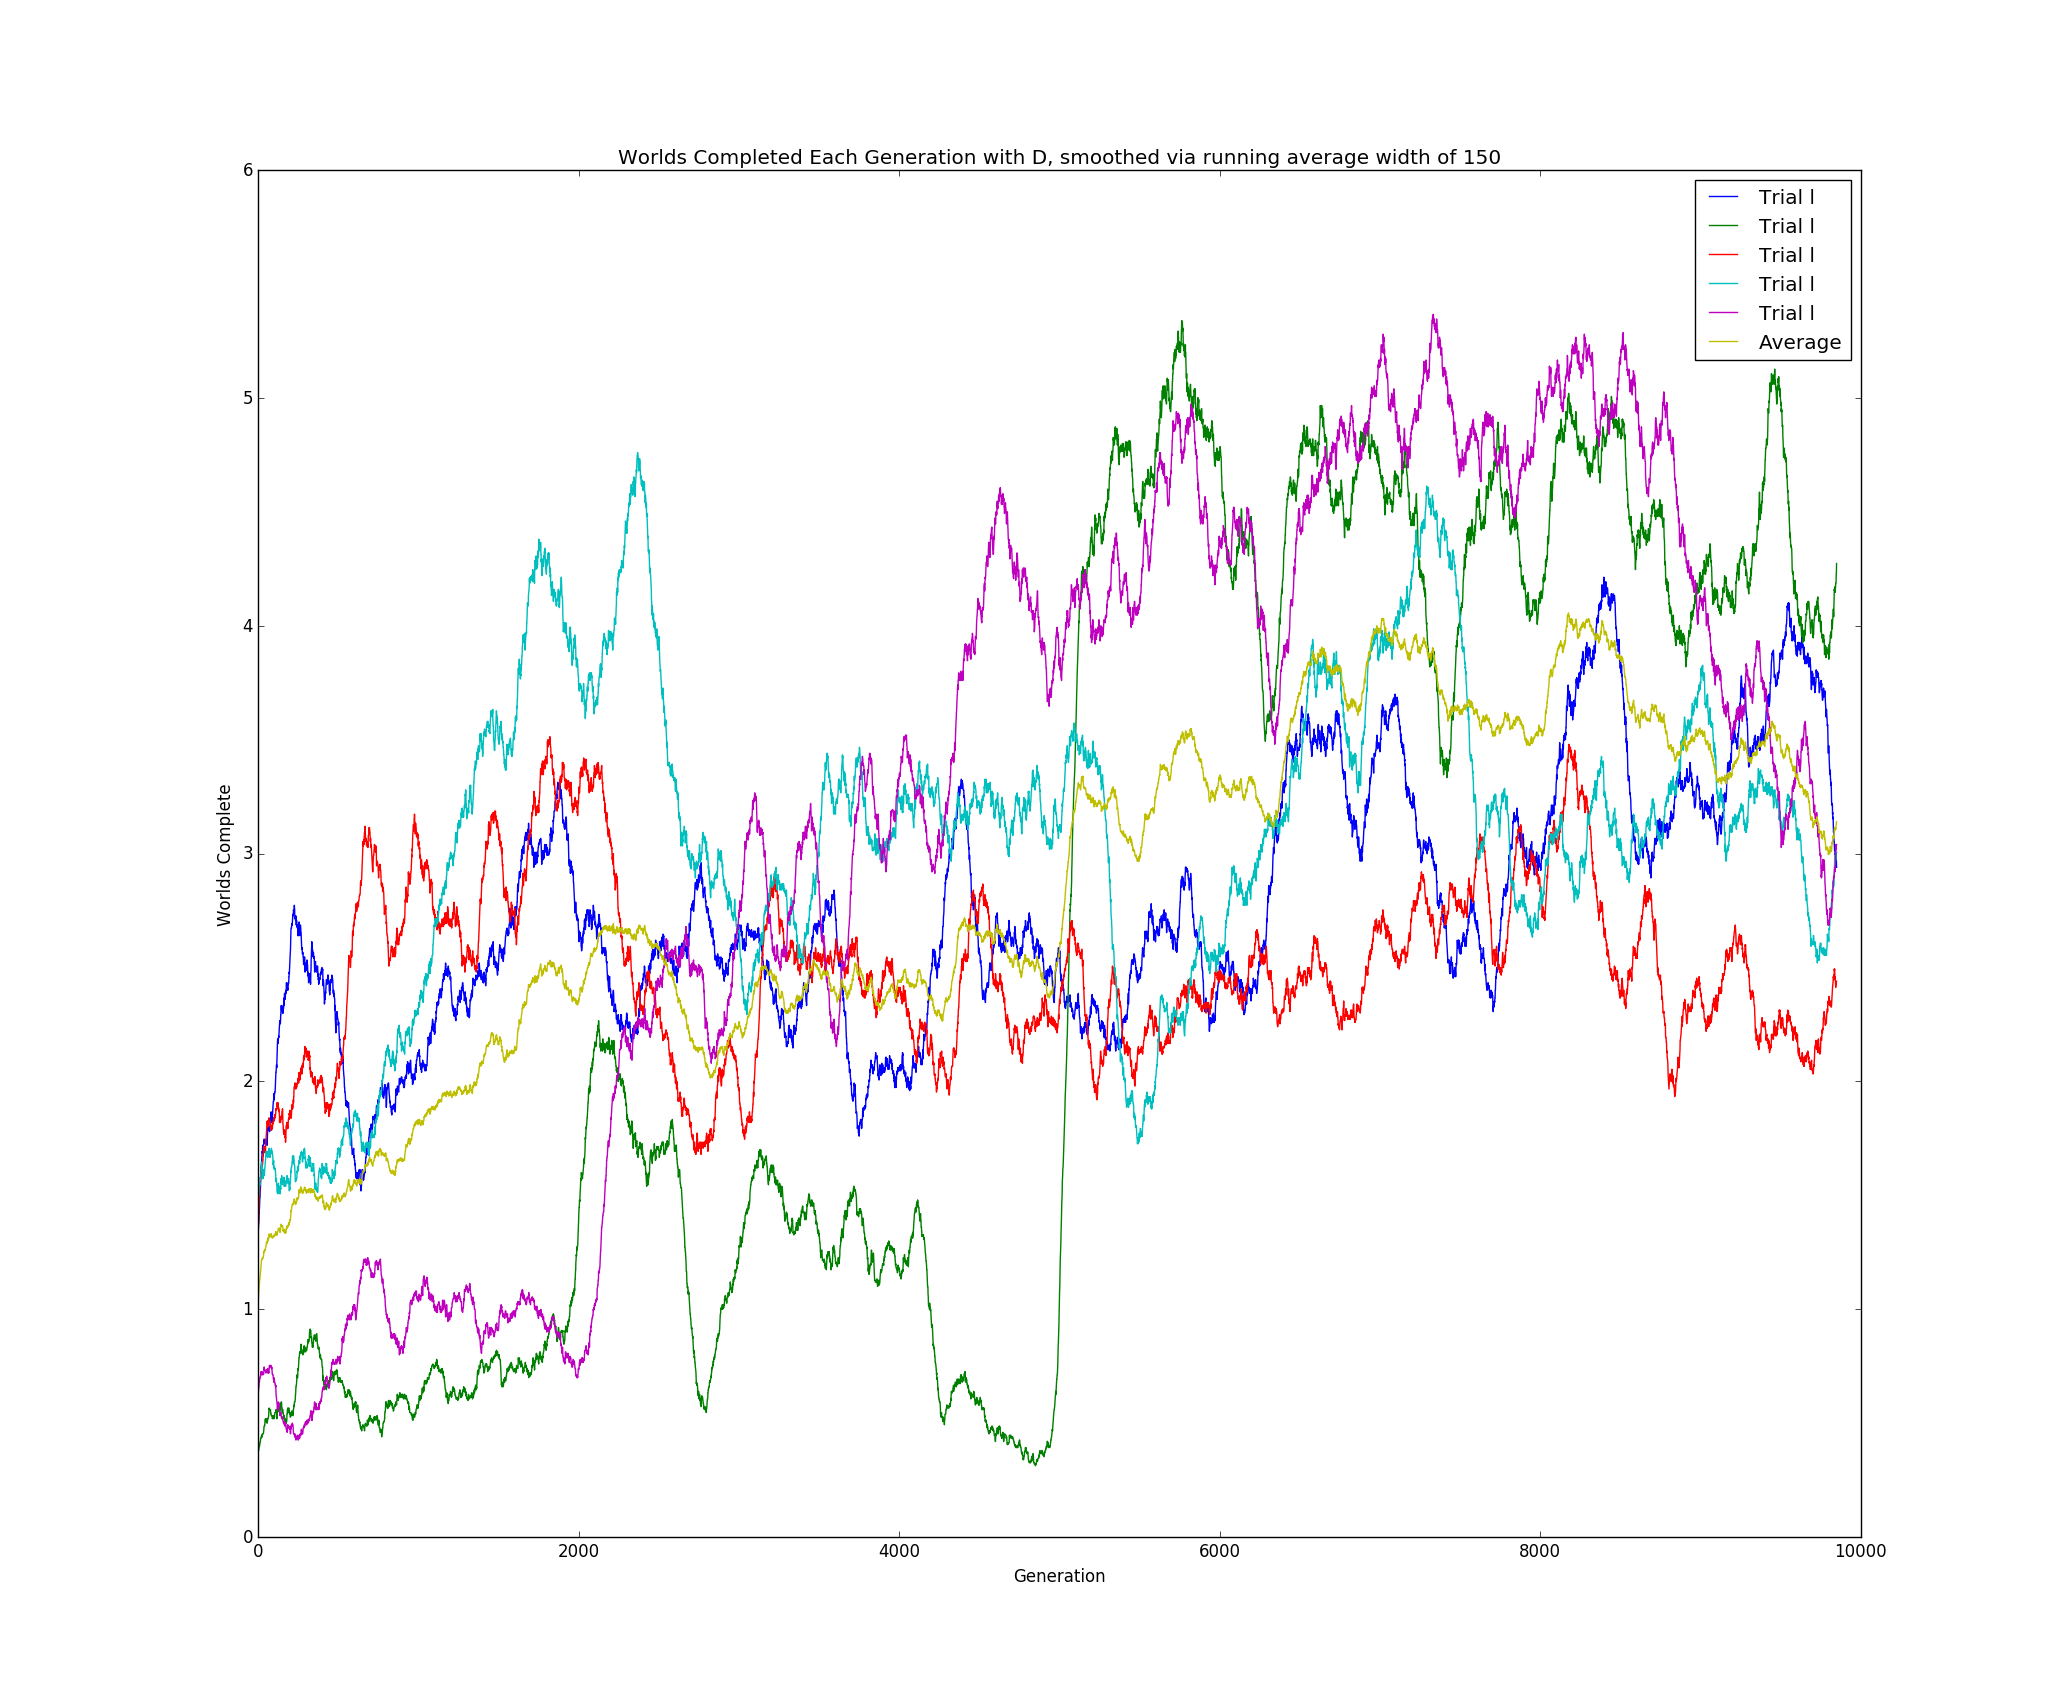 Worlds Completed Each Generation with D, smoothed via running average width of 150
6
5
4
3
2
1
0
Worlds Complete
Trial l
Trial l
Trial l
Trial l
Trial l
Average
0 2000 4000 6000 8000 10000
Generation